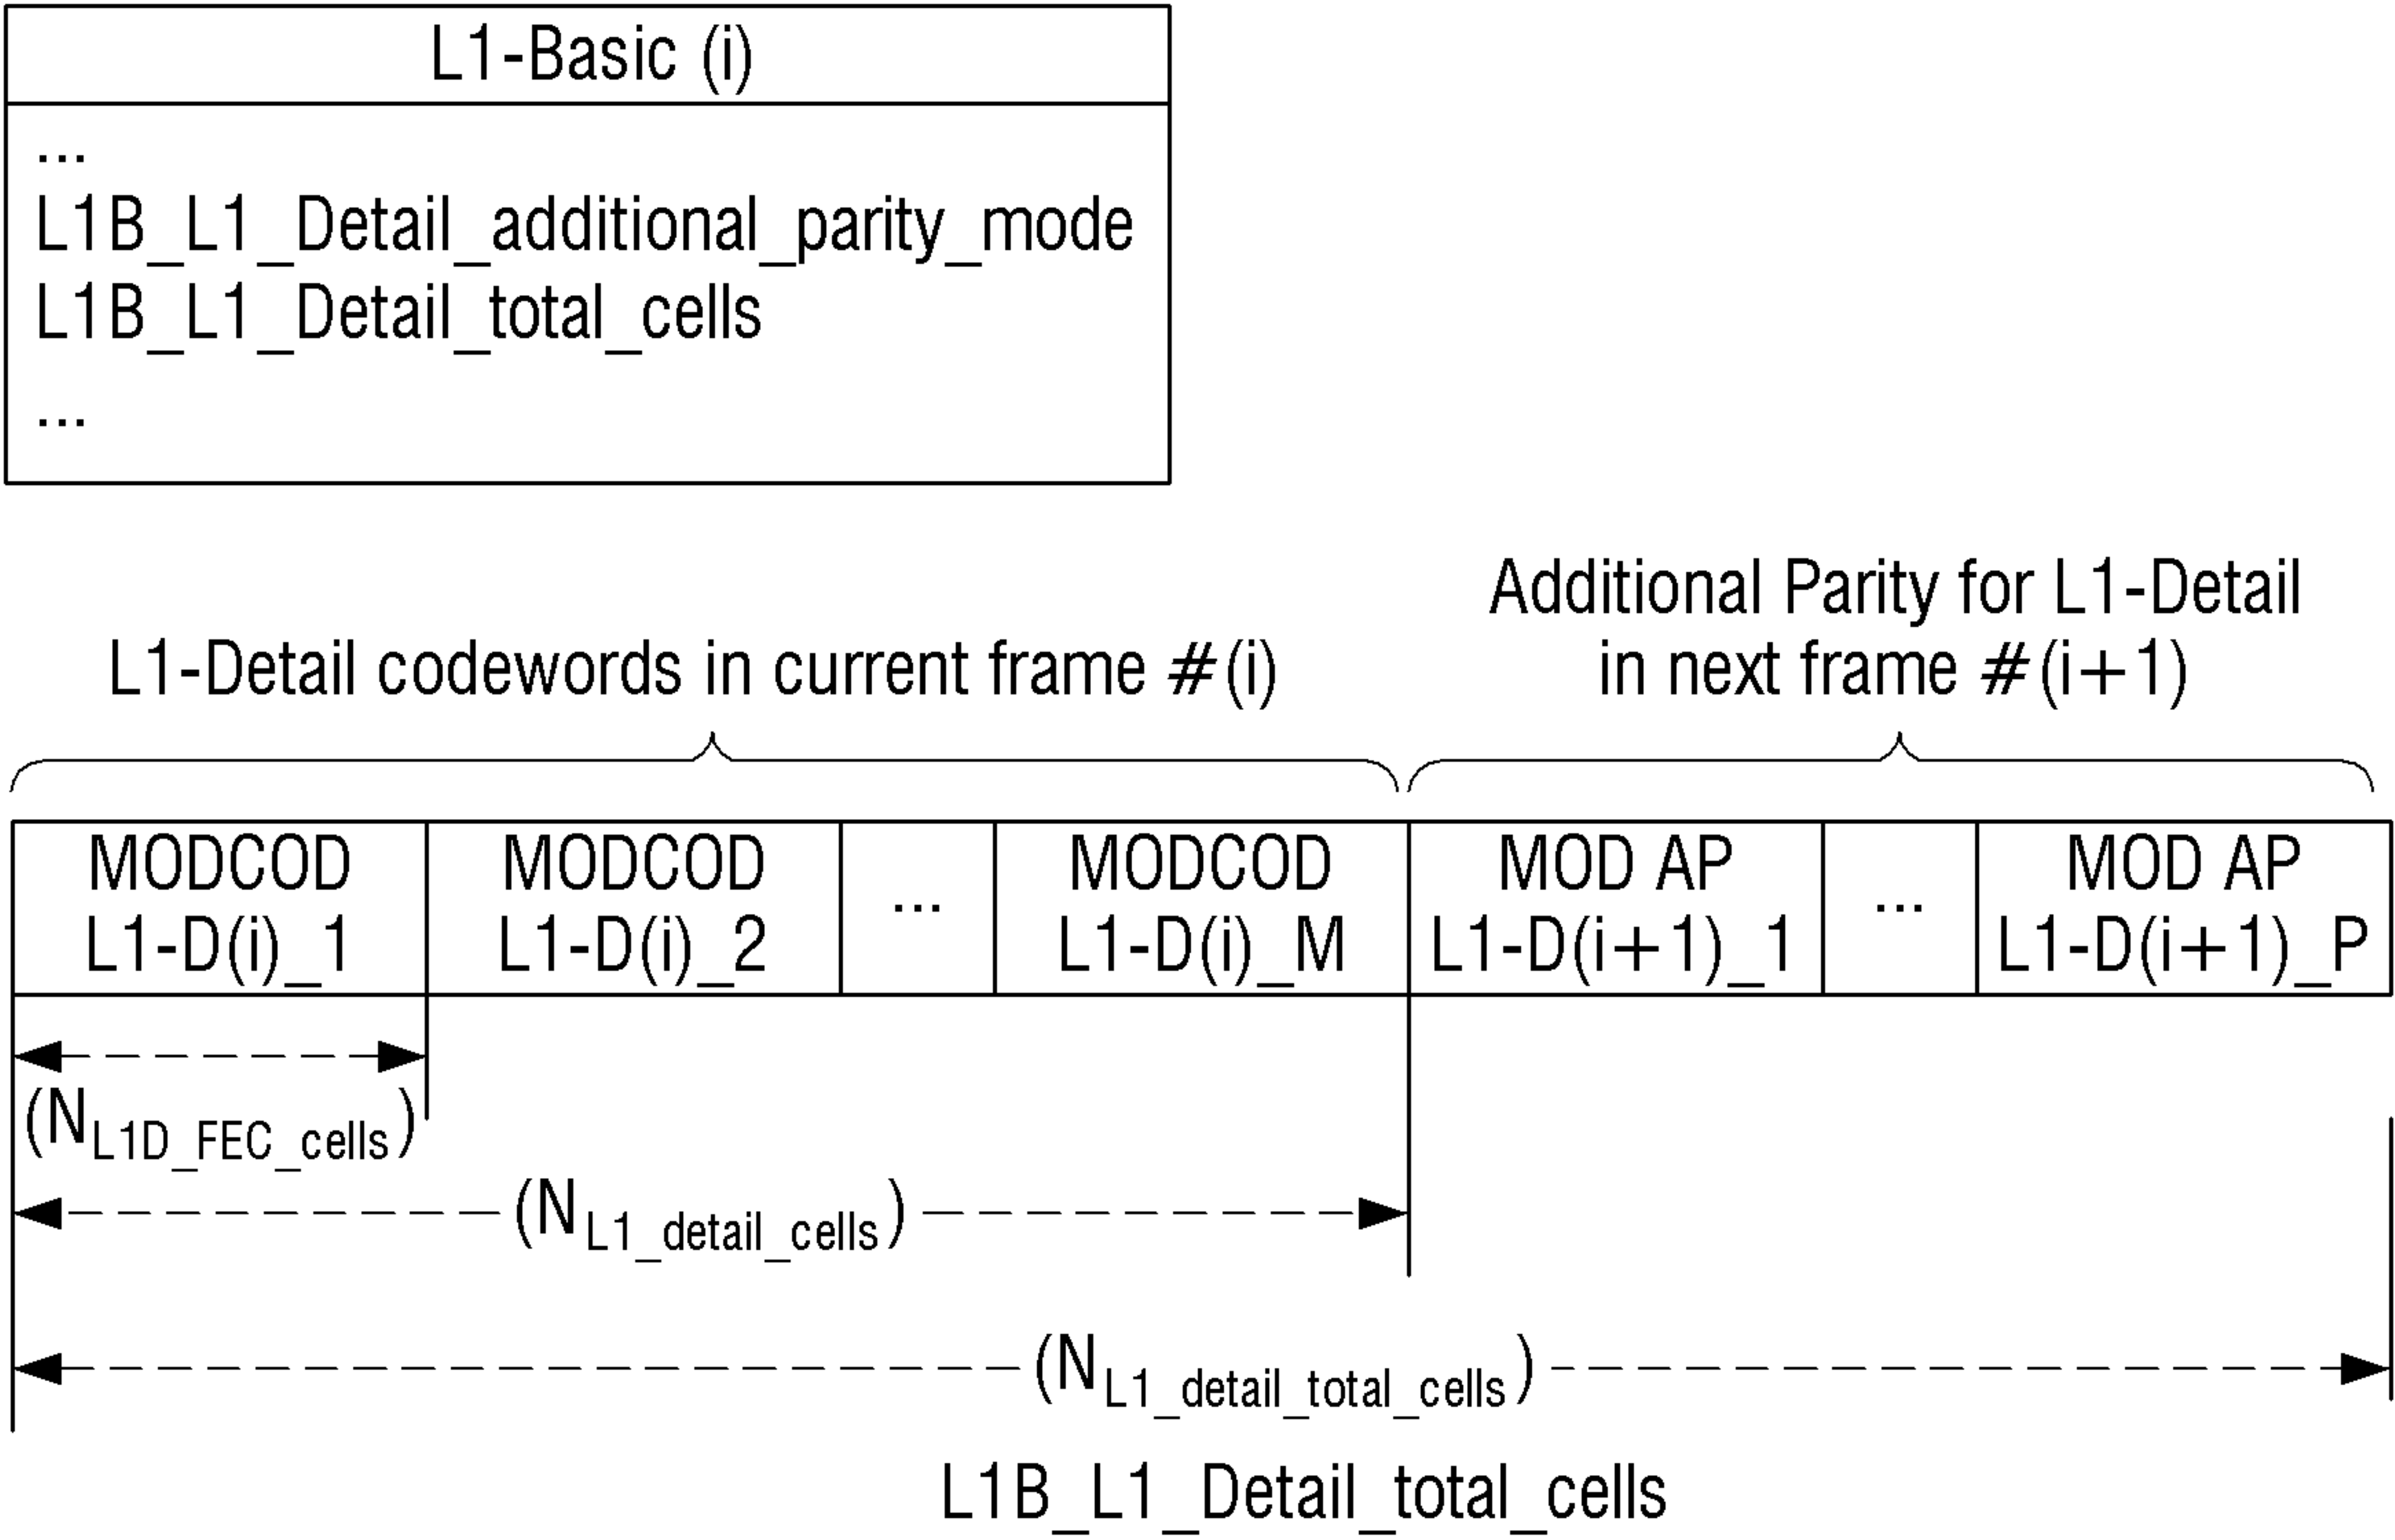 L1-Basic (i)
...
L1B_L1_Detail_additional_parity_mode
L1B_L1_Detail_total_cells
...
Additional Parity for L1-Detail
in next frame #(i+1)
L1-Detail codewords in current frame #(i)
MODCOD
L1-D(i)_1
MODCOD
L1-D(i)_2
...
MODCOD
L1-D(i)_M
MOD AP
L1-D(i+1)_1
...
MOD AP
L1-D(i+1)_P
(NL1D_FEC_cells)
(NL1_detail_cells)
(NL1_detail_total_cells)
L1B_L1_Detail_total_cells